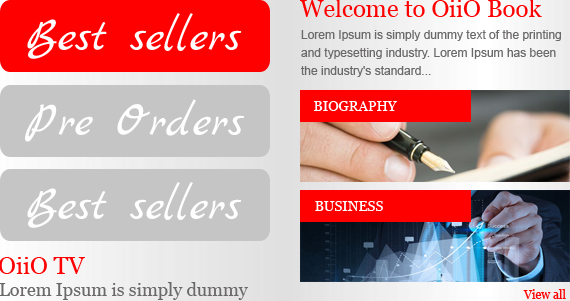 Best sellers
Pre Orders
Best sellers
OiiO TV
Lorem Ipsum is simply dummy
Welcome to OiiO Book
Lorem Ipsum is simply dummy text of the printing
and typesetting industry. Lorem Ipsum has been
the industry's standard...
BIOGRAPHY
BUSINESS
View all